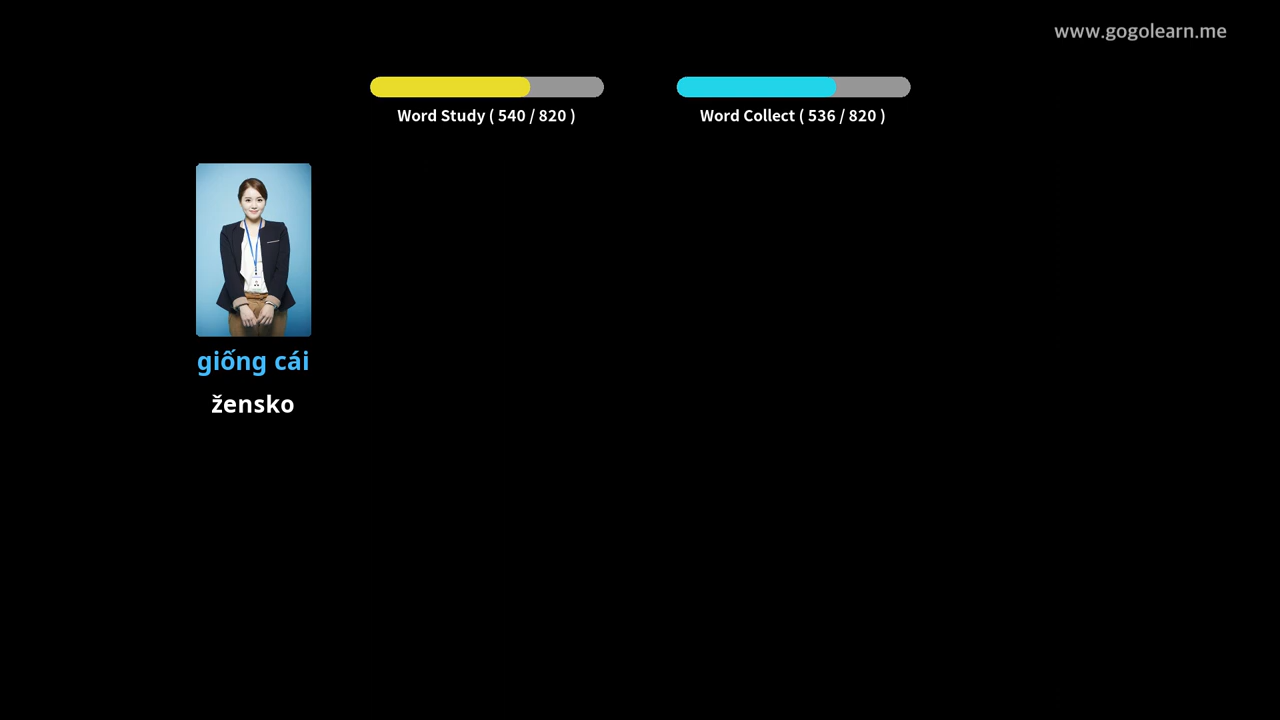 www.gogolearn.me
Word Study ( 540 / 820 )
Word Collect ( 536 / 820 )
giống cái
žensko